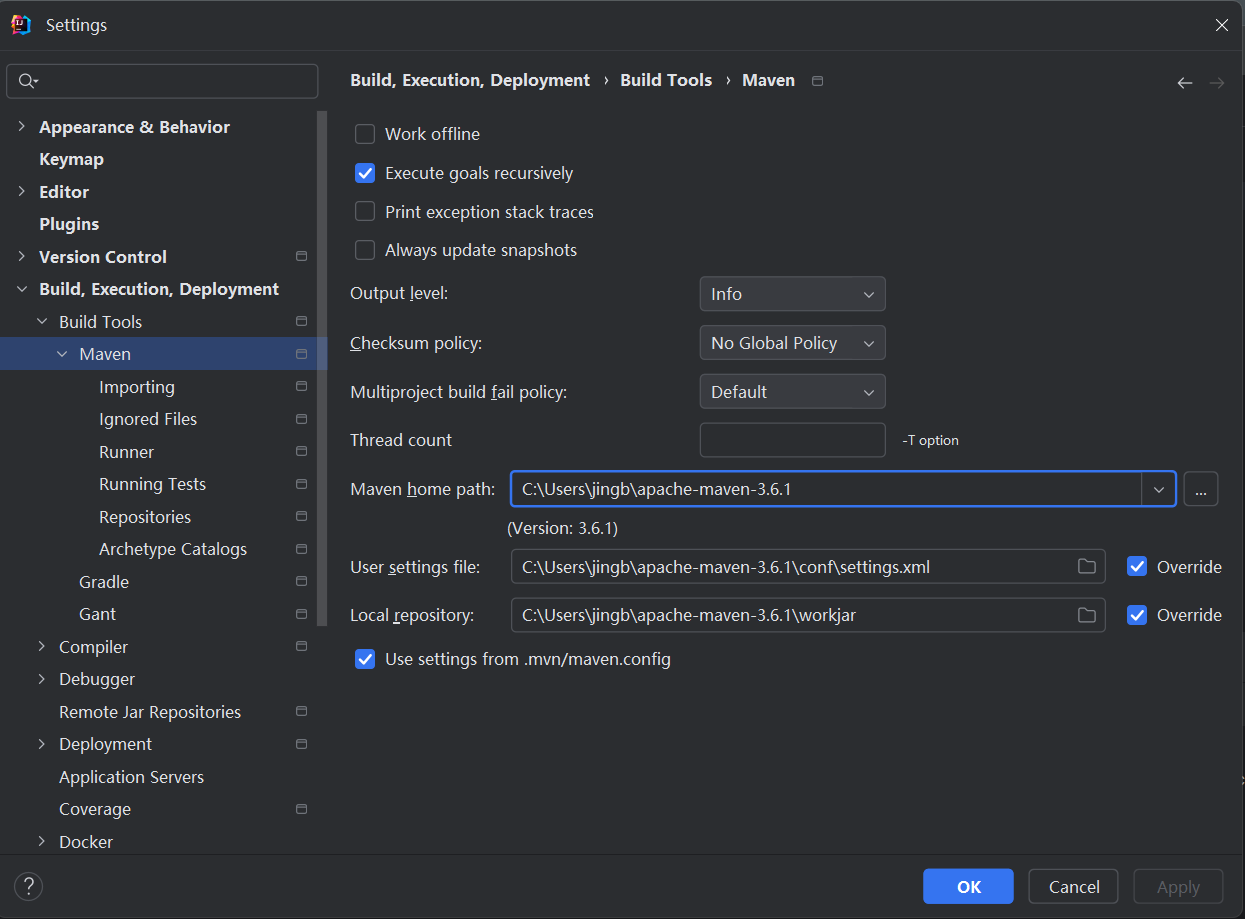 Settings
Build, Execution, Deployment › Build Tools › Maven
Appearance & Behavior
Keymap
Editor
Plugins
Version Control
Build, Execution, Deployment
Build Tools
Maven
Importing
Ignored Files
Runner
Running Tests
Repositories
Archetype Catalogs
Gradle
Gant
Compiler
Debugger
Remote Jar Repositories
Deployment
Application Servers
Coverage
Docker
Work offline
Execute goals recursively
Print exception stack traces
Always update snapshots
Output level: Info
Checksum policy: No Global Policy
Multiproject build fail policy: Default
Thread count -T option
Maven home path: C:\Users\jingb\apache-maven-3.6.1 ...
(Version: 3.6.1)
User settings file: C:\Users\jingb\apache-maven-3.6.1\conf\settings.xml Override
Local repository: C:\Users\jingb\apache-maven-3.6.1\workjar Override
Use settings from .mvn/maven.config
? OK Cancel Apply